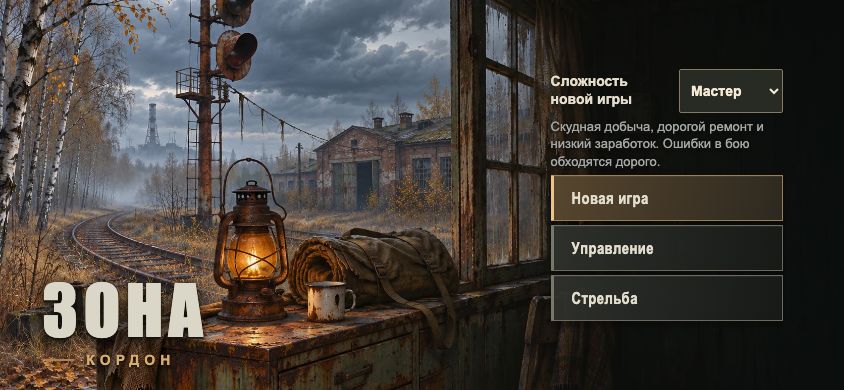 Сложность
новой игры
Мастер
Скудная добыча, дорогой ремонт и
низкий заработок. Ошибки в бою
обходятся дорого.
Новая игра
Управление
Стрельба
ЗОНА
КОРДОН